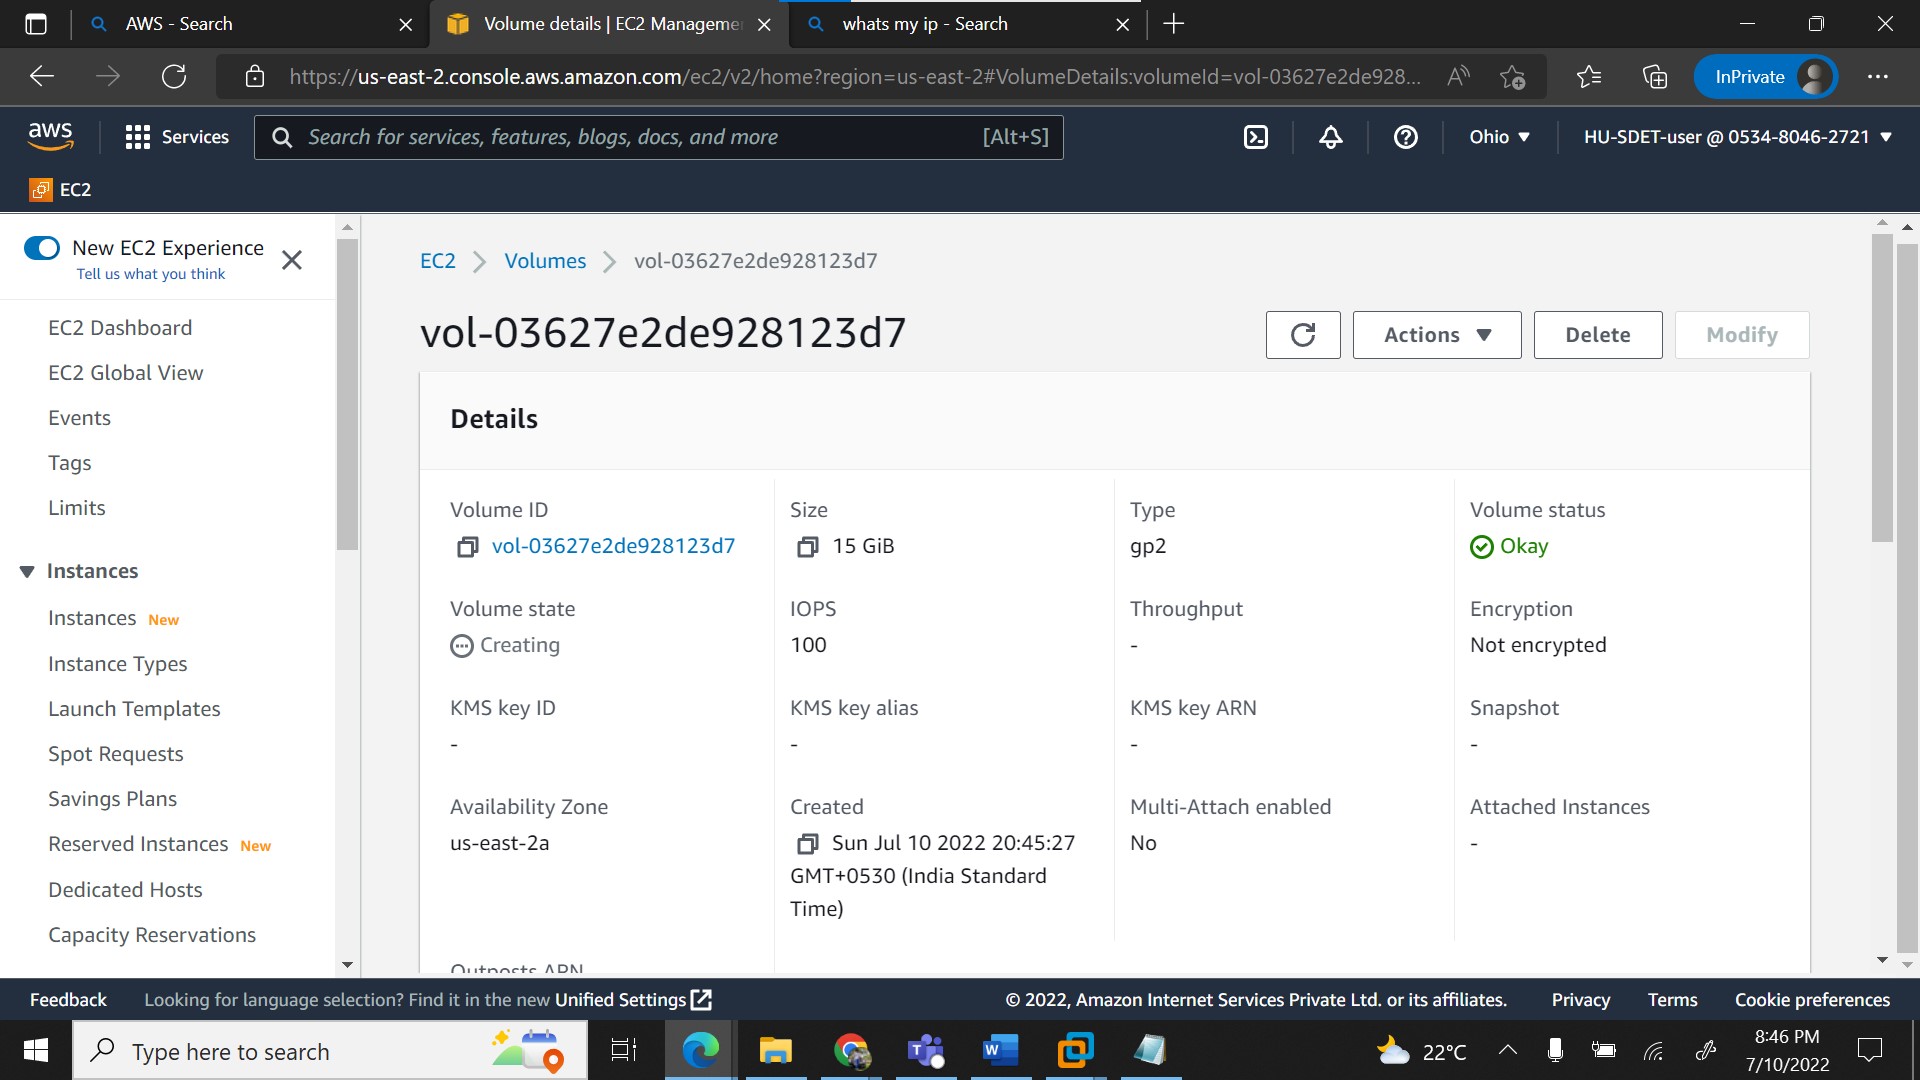 AWS - Search
Volume details | EC2 Manageme
whats my ip - Search
https://us-east-2.console.aws.amazon.com/ec2/v2/home?region=us-east-2#VolumeDetails:volumeId=vol-03627e2de928...
InPrivate
aws
Services
Search for services, features, blogs, docs, and more
[Alt+S]
Ohio
HU-SDET-user @ 0534-8046-2721
EC2
New EC2 Experience
Tell us what you think
EC2 Dashboard
EC2 Global View
Events
Tags
Limits
Instances
Instances New
Instance Types
Launch Templates
Spot Requests
Savings Plans
Reserved Instances New
Dedicated Hosts
Capacity Reservations
EC2
Volumes
vol-03627e2de928123d7
vol-03627e2de928123d7
Actions
Delete
Modify
Details
Volume ID
vol-03627e2de928123d7
Size
15 GiB
Type
gp2
Volume status
Okay
Volume state
Creating
IOPS
100
Throughput
-
Encryption
Not encrypted
KMS key ID
-
KMS key alias
-
KMS key ARN
-
Snapshot
-
Availability Zone
us-east-2a
Created
Sun Jul 10 2022 20:45:27
GMT+0530 (India Standard
Time)
Multi-Attach enabled
No
Attached Instances
-
Outposts ARN
Feedback
Looking for language selection? Find it in the new Unified Settings
© 2022, Amazon Internet Services Private Ltd. or its affiliates.
Privacy
Terms
Cookie preferences
Type here to search
22°C
8:46 PM
7/10/2022